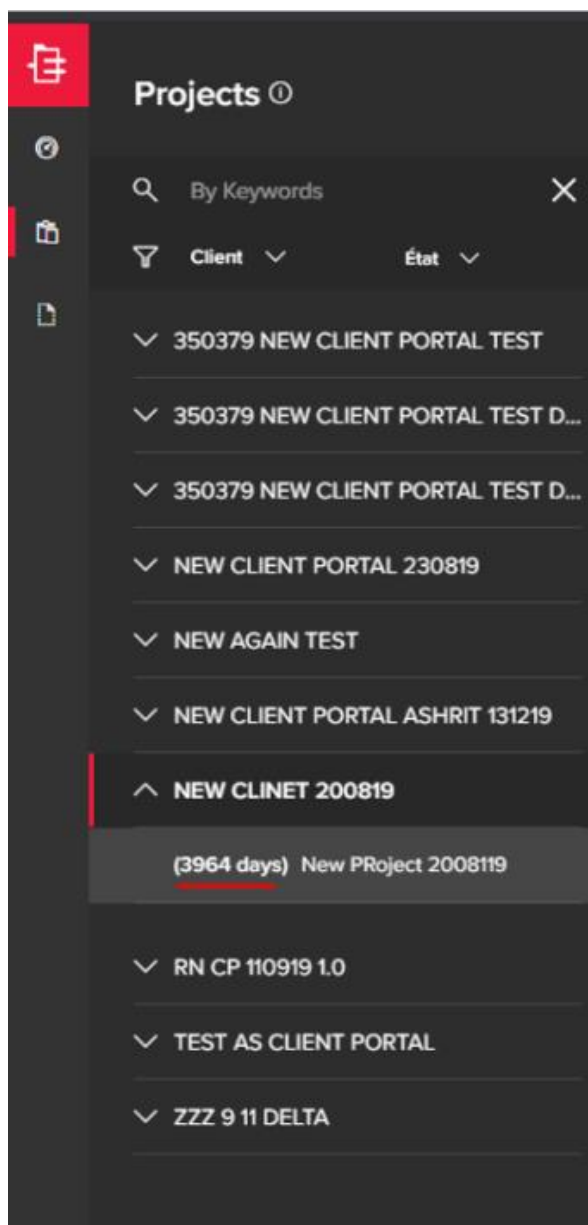 Projects
By Keywords
Client État
350379 NEW CLIENT PORTAL TEST
350379 NEW CLIENT PORTAL TEST D...
350379 NEW CLIENT PORTAL TEST D...
NEW CLIENT PORTAL 230819
NEW AGAIN TEST
NEW CLIENT PORTAL ASHRIT 131219
NEW CLINET 200819
(3964 days) New PRoject 2008119
RN CP 110919 1.0
TEST AS CLIENT PORTAL
ZZZ 9 11 DELTA